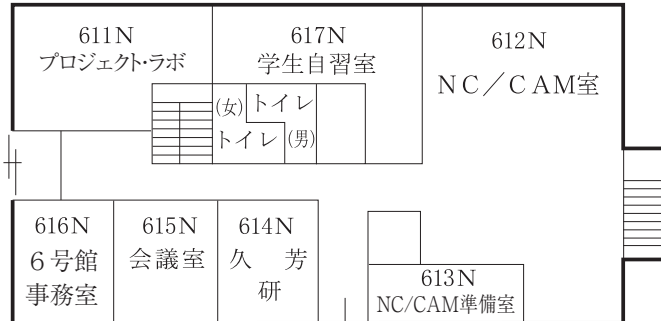 611N
プロジェクト・ラボ
617N
学生自習室
612N
NC／CAM室
(女)
トイレ
トイレ
(男)
616N
6号館
事務室
615N
会議室
614N
久 芳
研
613N
NC/CAM準備室